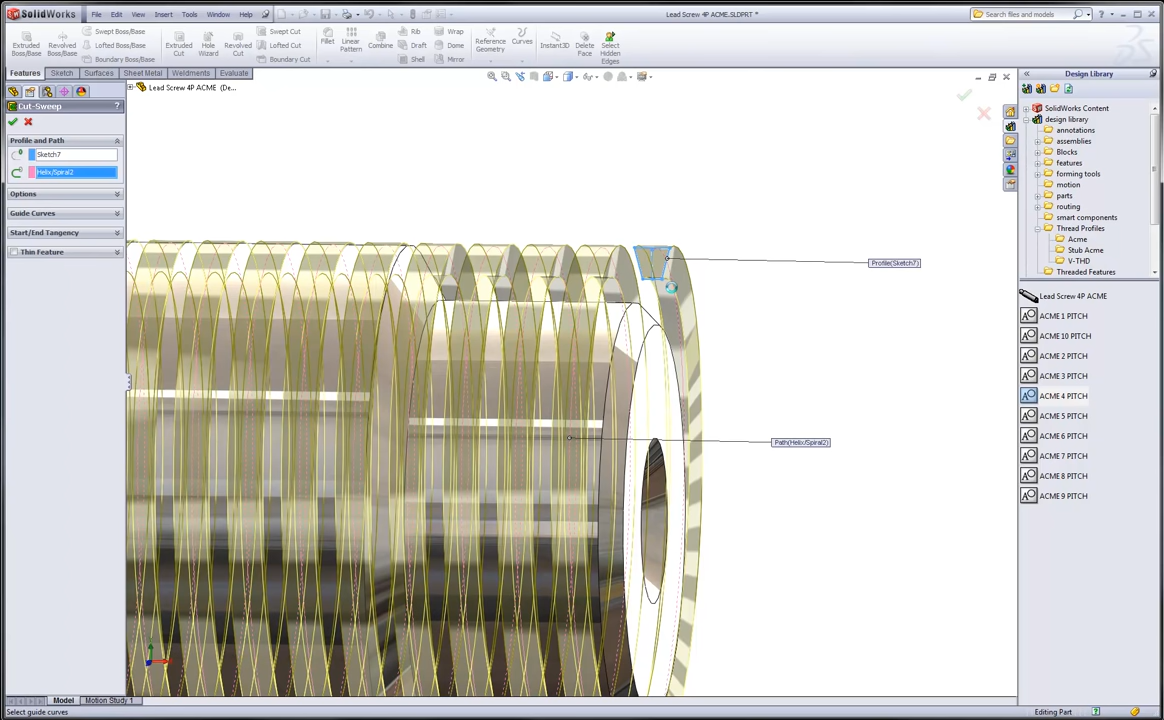 SolidWorks File Edit View Insert Tools Window Help Lead Screw 4P ACME.SLDPRT * Search files and models
Extruded Boss/Base
Revolved Boss/Base
Swept Boss/Base
Lofted Boss/Base
Boundary Boss/Base
Extruded Cut
Hole Wizard
Revolved Cut
Swept Cut
Lofted Cut
Boundary Cut
Fillet
Linear Pattern
Combine
Rib
Draft
Shell
Wrap
Dome
Mirror
Reference Geometry
Curves
Instant3D
Delete Face
Select Hidden Edges
Features Sketch Surfaces Sheet Metal Weldments Evaluate
Cut-Sweep ?
Profile and Path
Sketch7
Helix/Spiral2
Options
Guide Curves
Start/End Tangency
Thin Feature
Lead Screw 4P ACME (De...
Profile(Sketch7)
Path(Helix/Spiral2)
Design Library
SolidWorks Content
design library
annotations
assemblies
Blocks
features
forming tools
motion
parts
routing
smart components
Thread Profiles
Acme
Stub Acme
V-THD
Threaded Features
Lead Screw 4P ACME
ACME 1 PITCH
ACME 10 PITCH
ACME 2 PITCH
ACME 3 PITCH
ACME 4 PITCH
ACME 5 PITCH
ACME 6 PITCH
ACME 7 PITCH
ACME 8 PITCH
ACME 9 PITCH
Model Motion Study 1
Select guide curves Editing Part